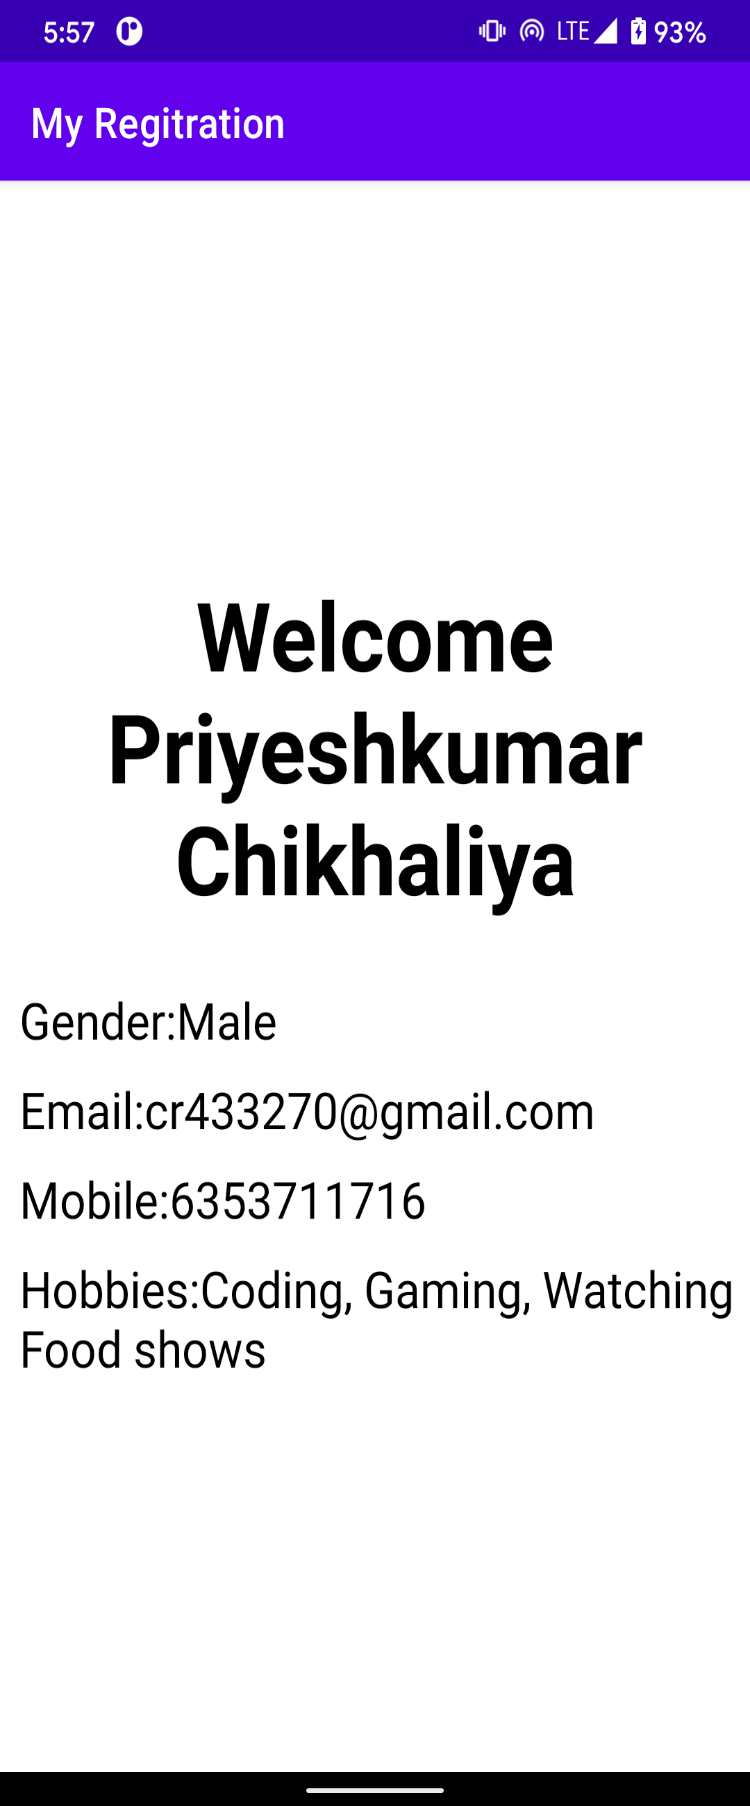 5:57 LTE 93%
My Regitration
Welcome
Priyeshkumar
Chikhaliya
Gender:Male
Email:cr433270@gmail.com
Mobile:6353711716
Hobbies:Coding, Gaming, Watching
Food shows